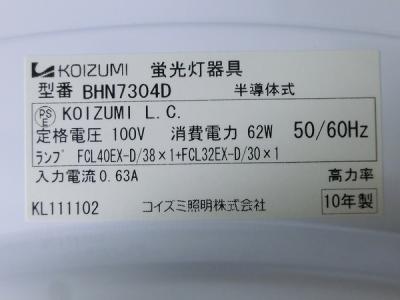 KOIZUMI 蛍光灯器具
型番 BHN7304D 半導体式
PSE KOIZUMI L.C.
定格電圧 100V 消費電力 62W 50/60Hz
ランプ FCL40EX-D/38×1+FCL32EX-D/30×1
入力電流 0.63A 高力率
KL111102 コイズミ照明株式会社 10年製